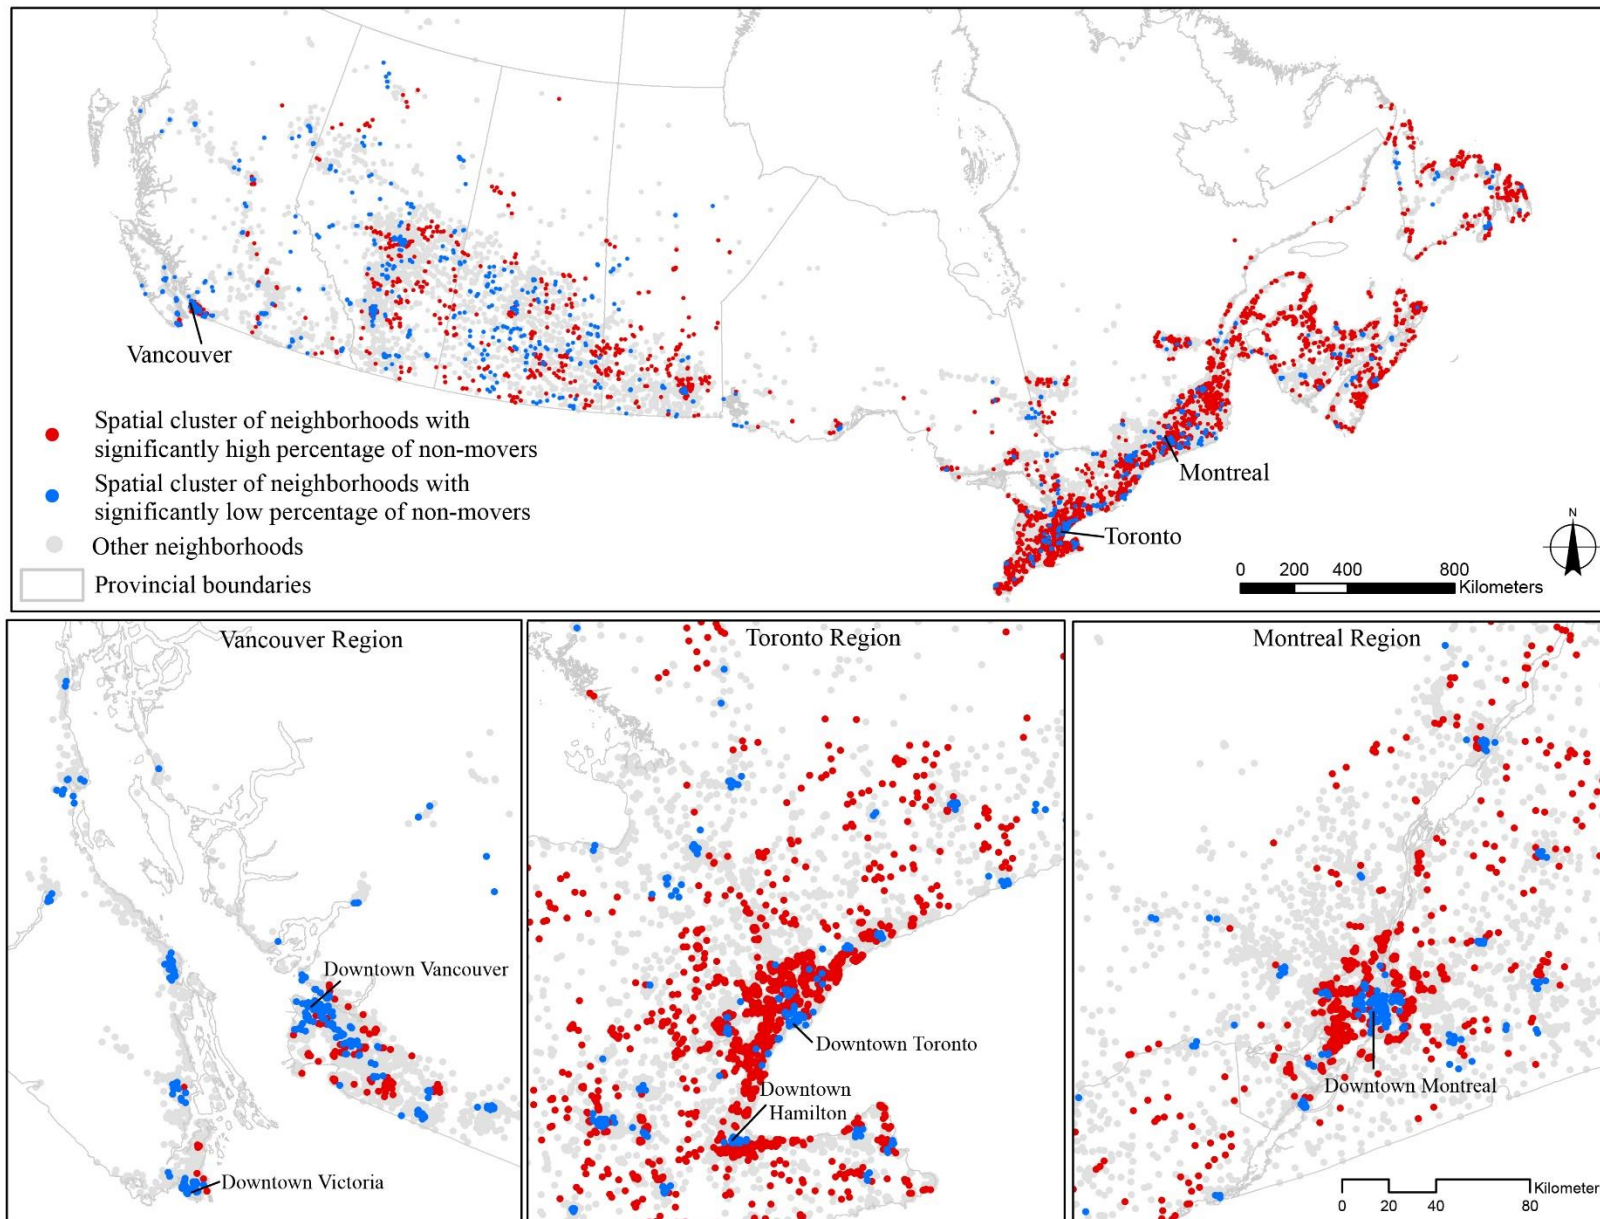 Vancouver
Spatial cluster of neighborhoods with
significantly high percentage of non-movers
Spatial cluster of neighborhoods with
significantly low percentage of non-movers
Other neighborhoods
Provincial boundaries
Montreal
Toronto
N
0 200 400 800
Kilometers
Vancouver Region
Downtown Vancouver
Downtown Victoria
Toronto Region
Downtown Toronto
Downtown
Hamilton
Montreal Region
Downtown Montreal
Kilometer
0 20 40 80